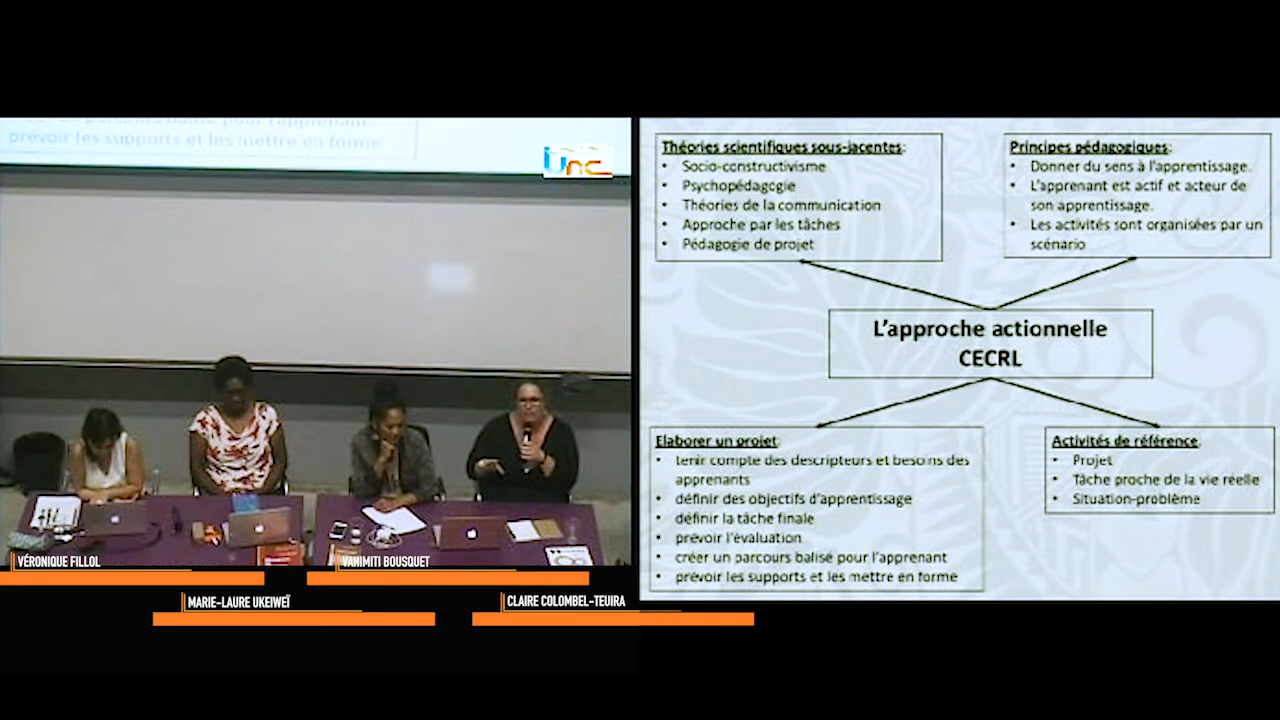 prévoir les supports et les mettre en forme.
unc
VÉRONIQUE FILLOL
VANIMITI BOUSQUET
MARIE-LAURE UKEIWEÏ
CLAIRE COLOMBEL-TEUIRA
Théories scientifiques sous-jacentes:
• Socio-constructivisme
• Psychopédagogie
• Théories de la communication
• Approche par les tâches
• Pédagogie de projet
Principes pédagogiques:
• Donner du sens à l'apprentissage.
• L'apprenant est actif et acteur de
son apprentissage.
• Les activités sont organisées par un
scénario
L'approche actionnelle
CECRL
Elaborer un projet
• tenir compte des descripteurs et besoins des
apprenants
• définir des objectifs d'apprentissage
• définir la tâche finale
• prévoir l'évaluation
• créer un parcours balisé pour l'apprenant
• prévoir les supports et les mettre en forme
Activités de référence
• Projet
• Tâche proche de la vie réelle
• Situation-problème